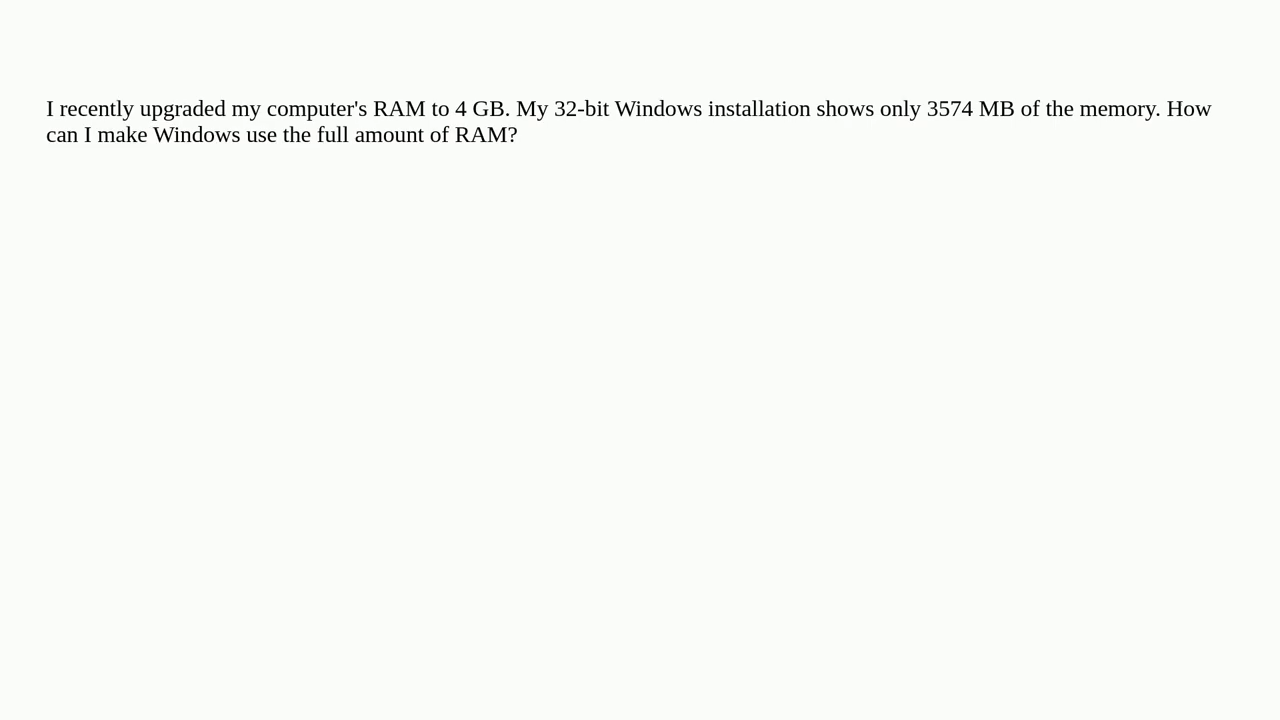 I recently upgraded my computer's RAM to 4 GB. My 32-bit Windows installation shows only 3574 MB of the memory. How
can I make Windows use the full amount of RAM?